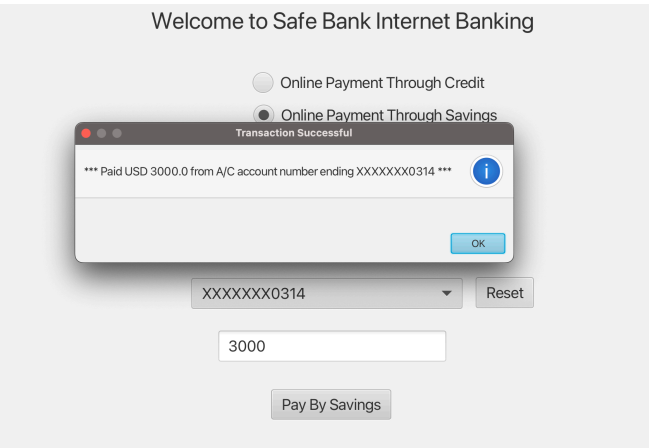 Welcome to Safe Bank Internet Banking
Online Payment Through Credit
Online Payment Through Savings
Transaction Successful
*** Paid USD 3000.0 from A/C account number ending XXXXXXX0314 ***
i
OK
XXXXXXX0314
Reset
3000
Pay By Savings